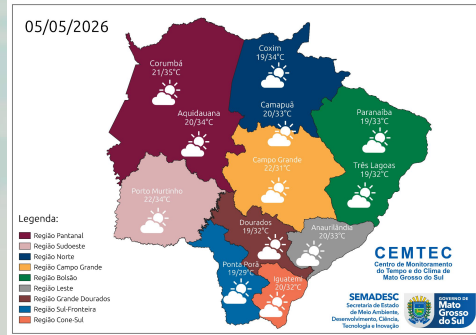 05/05/2026
Corumbá
21/35°C
Coxim
19/34°C
Aquidauana
20/34°C
Camapuã
20/33°C
Paranaíba
19/33°C
Campo Grande
22/31°C
Três Lagoas
19/32°C
Porto Murtinho
22/34°C
Dourados
19/32°C
Anaurilândia
20/33°C
Ponta Porã
19/29°C
Iguatemi
20/32°C
Legenda:
Região Pantanal
Região Sudoeste
Região Norte
Região Campo Grande
Região Bolsão
Região Leste
Região Grande Dourados
Região Sul-Fronteira
Região Cone-Sul
CEMTEC
Centro de Monitoramento
do Tempo e do Clima de
Mato Grosso do Sul
SEMADESC
Secretaria de Estado
de Meio Ambiente,
Desenvolvimento, Ciência,
Tecnologia e Inovação
GOVERNO DE
Mato
Grosso
do Sul